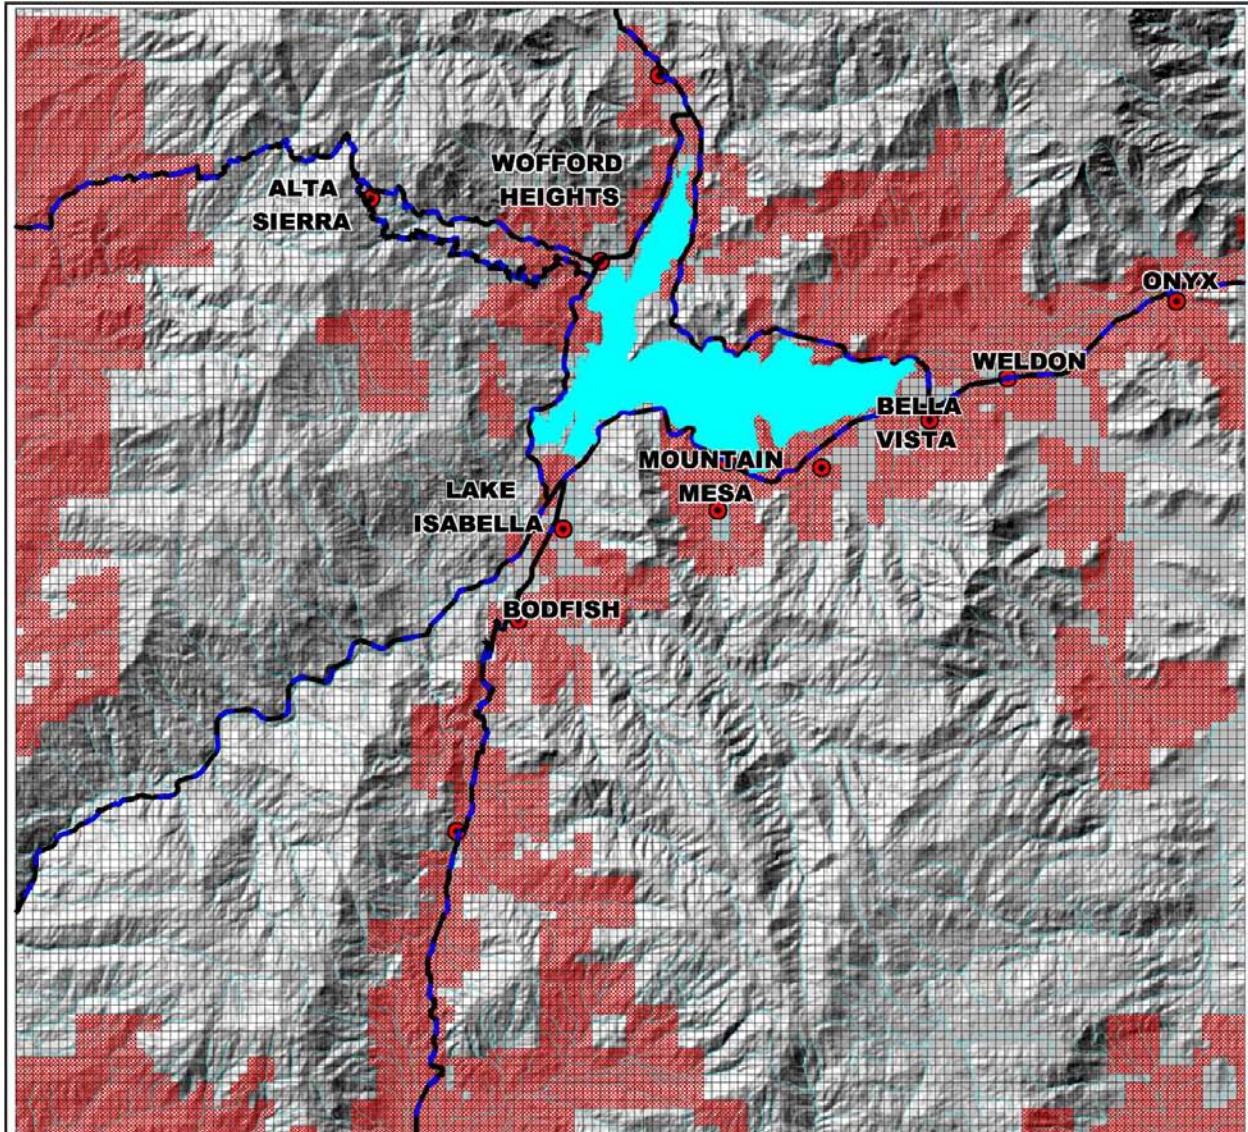 WOFFORD
HEIGHTS
ALTA
SIERRA
ONYX
WELDON
BELLA
VISTA
MOUNTAIN
MESA
LAKE
ISABELLA
BODFISH